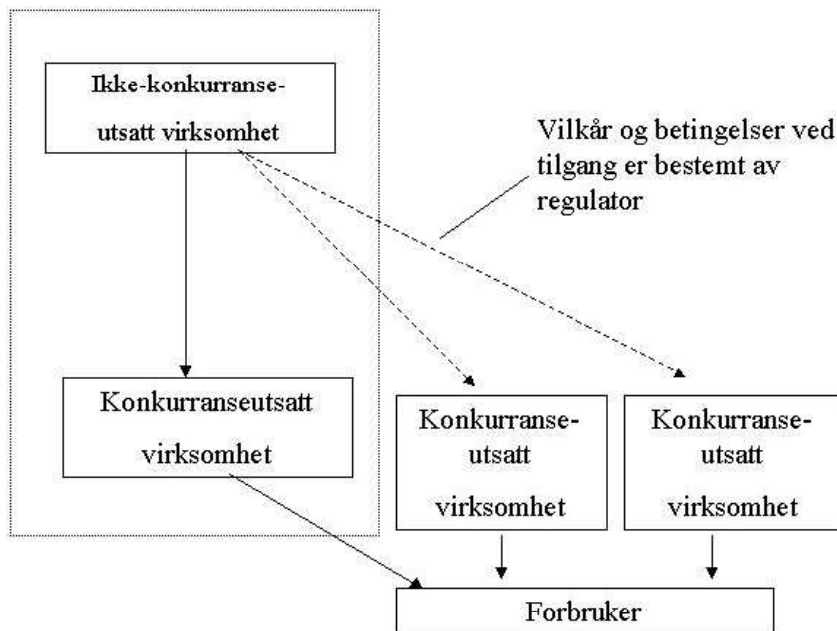 Ikke-konkurranse-
utsatt virksomhet
Vilkår og betingelser ved
tilgang er bestemt av
regulator
Konkurranseutsatt
virksomhet
Konkurranse-
utsatt
virksomhet
Konkurranse-
utsatt
virksomhet
Forbruker